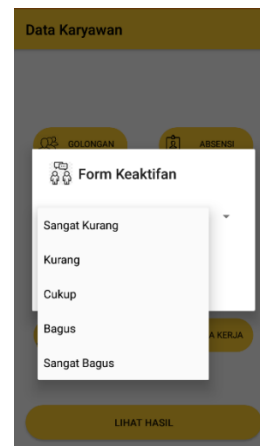 Data Karyawan
GOLONGAN
ABSENSI
Form Keaktifan
Sangat Kurang
Kurang
Cukup
Bagus
A KERJA
Sangat Bagus
LIHAT HASIL